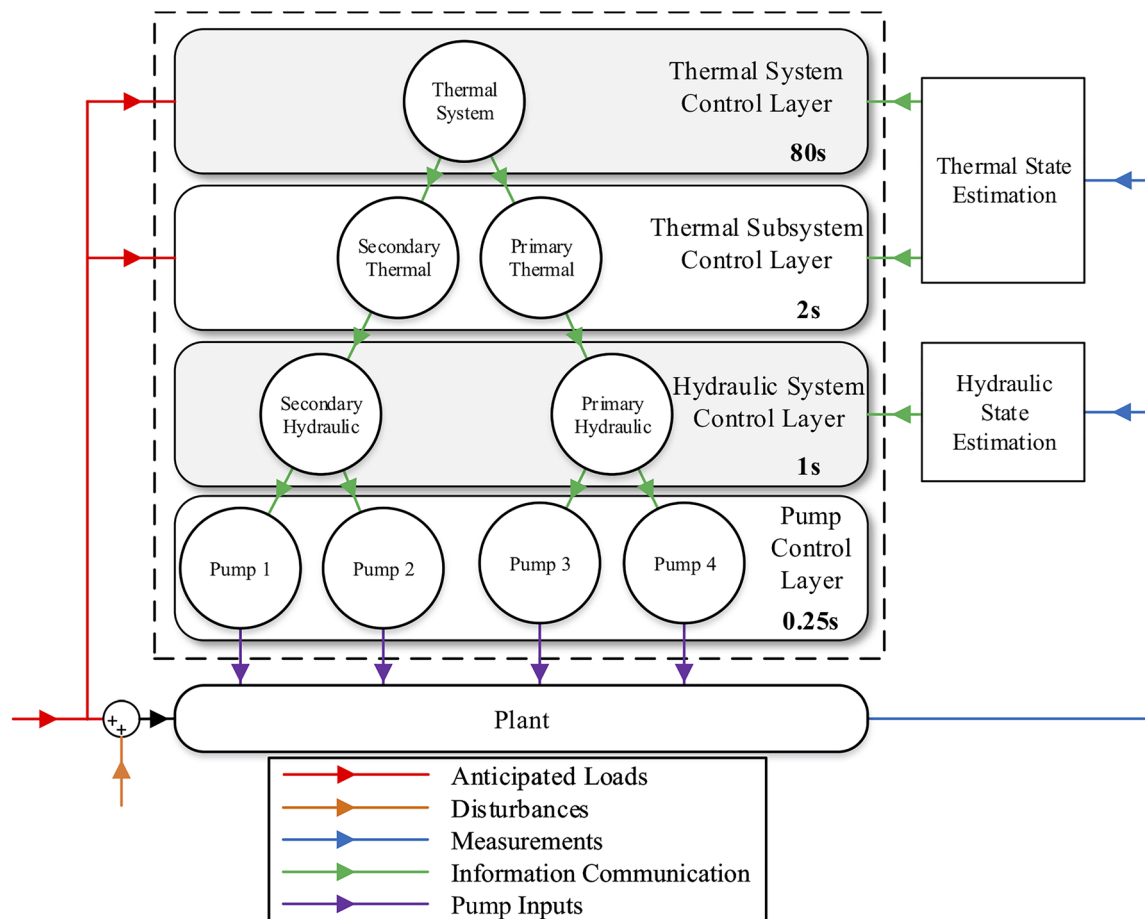 Thermal
System
Thermal System
Control Layer
80s
Thermal State
Estimation
Secondary
Thermal
Primary
Thermal
Thermal Subsystem
Control Layer
2s
Secondary
Hydraulic
Primary
Hydraulic
Hydraulic System
Control Layer
1s
Hydraulic
State
Estimation
Pump 1
Pump 2
Pump 3
Pump 4
Pump
Control
Layer
0.25s
+
+
Plant
Anticipated Loads
Disturbances
Measurements
Information Communication
Pump Inputs